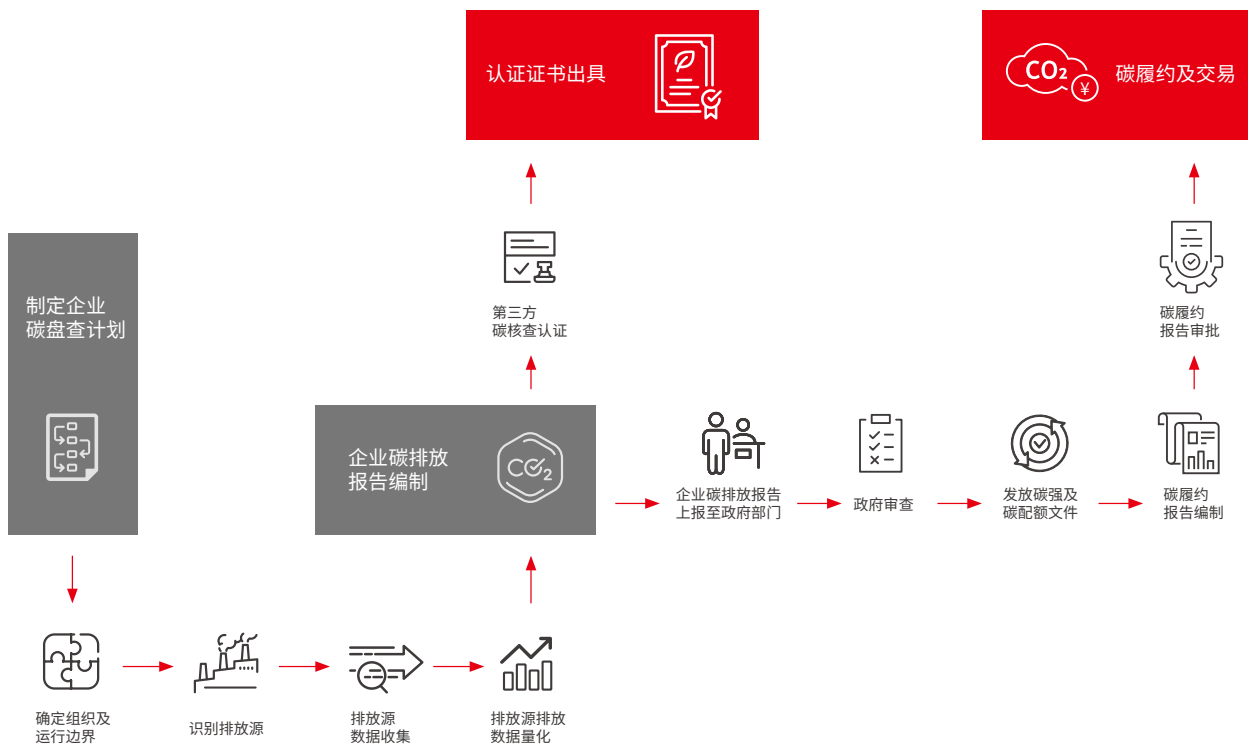 认证证书出具
CO₂
¥
碳履约及交易
制定企业
碳盘查计划
第三方
碳核查认证
碳履约
报告审批
企业碳排放
报告编制
CO₂
企业碳排放报告
上报至政府部门
政府审查
发放碳强及
碳配额文件
碳履约
报告编制
确定组织及
运行边界
识别排放源
排放源
数据收集
排放源排放
数据量化